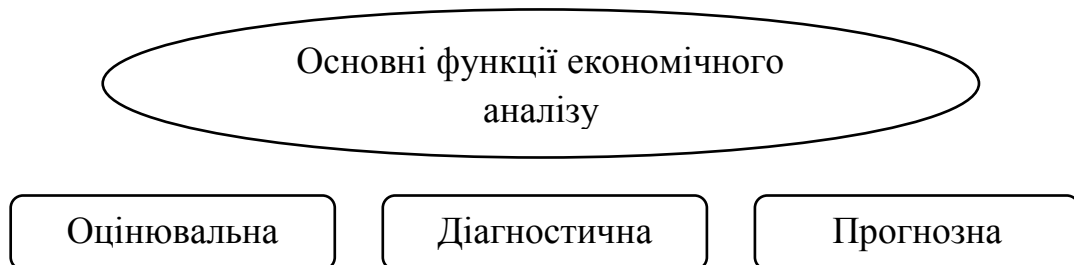 Основні функції економічного
аналізу
Оцінювальна
Діагностична
Прогнозна